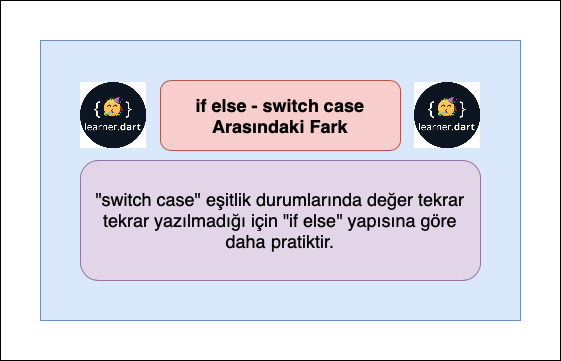 if else - switch case
Arasındaki Fark
{🥳}
learner.dart
{🥳}
learner.dart
"switch case" eşitlik durumlarında değer tekrar
tekrar yazılmadığı için "if else" yapısına göre
daha pratiktir.